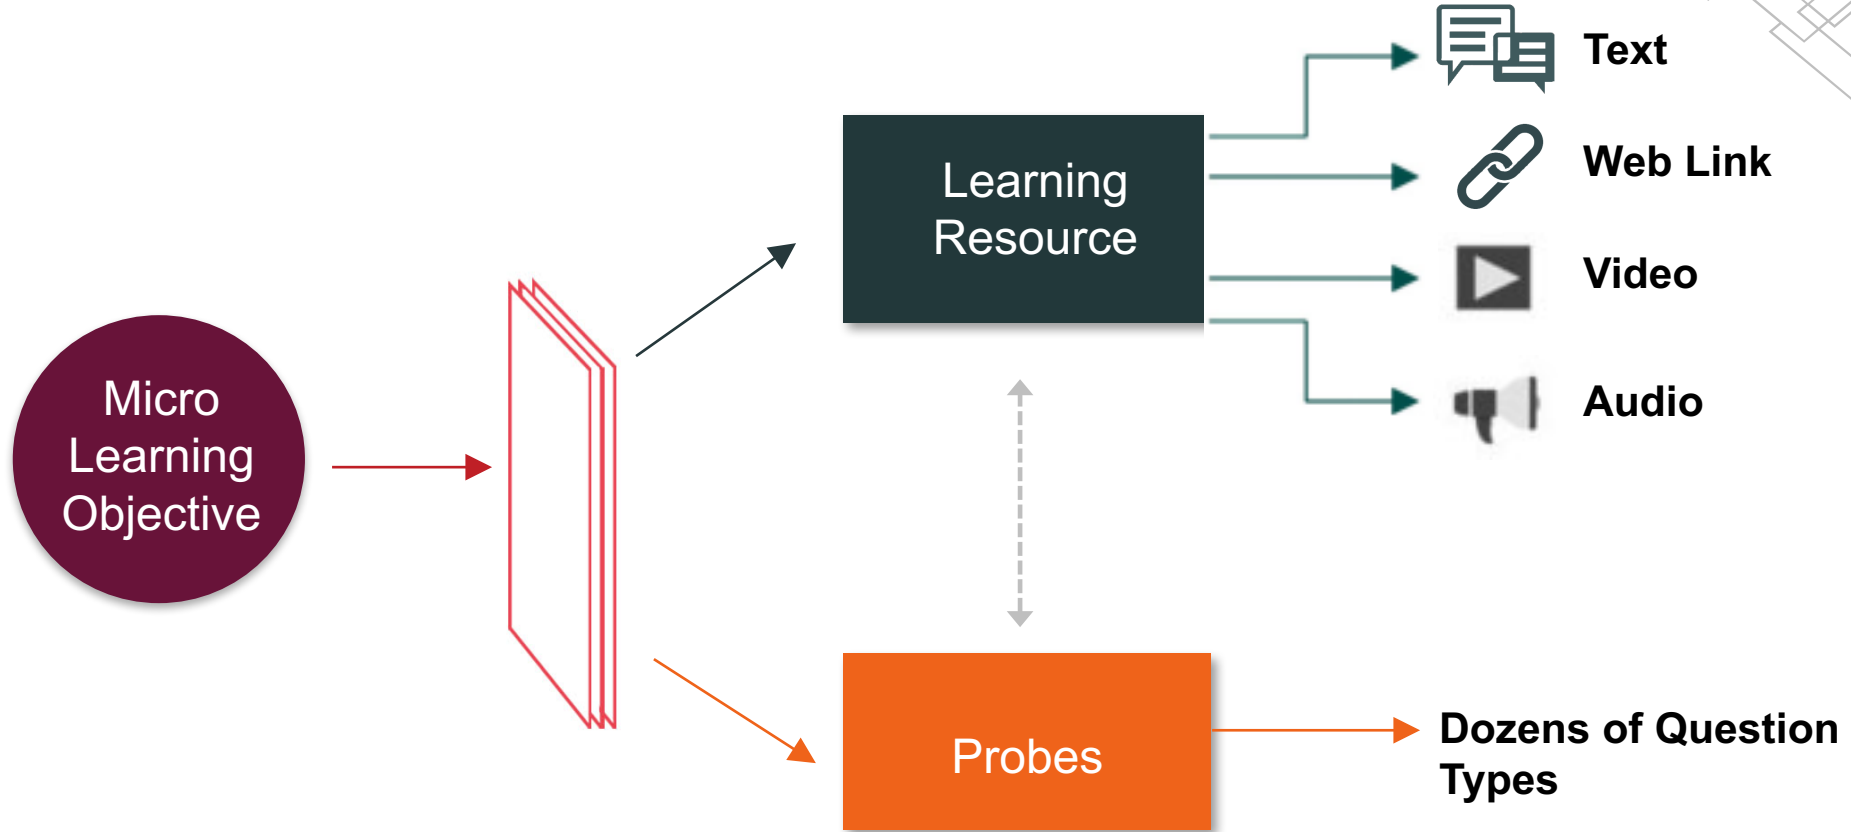 Micro
Learning
Objective
Learning
Resource
Text
Web Link
Video
Audio
Probes
Dozens of Question
Types